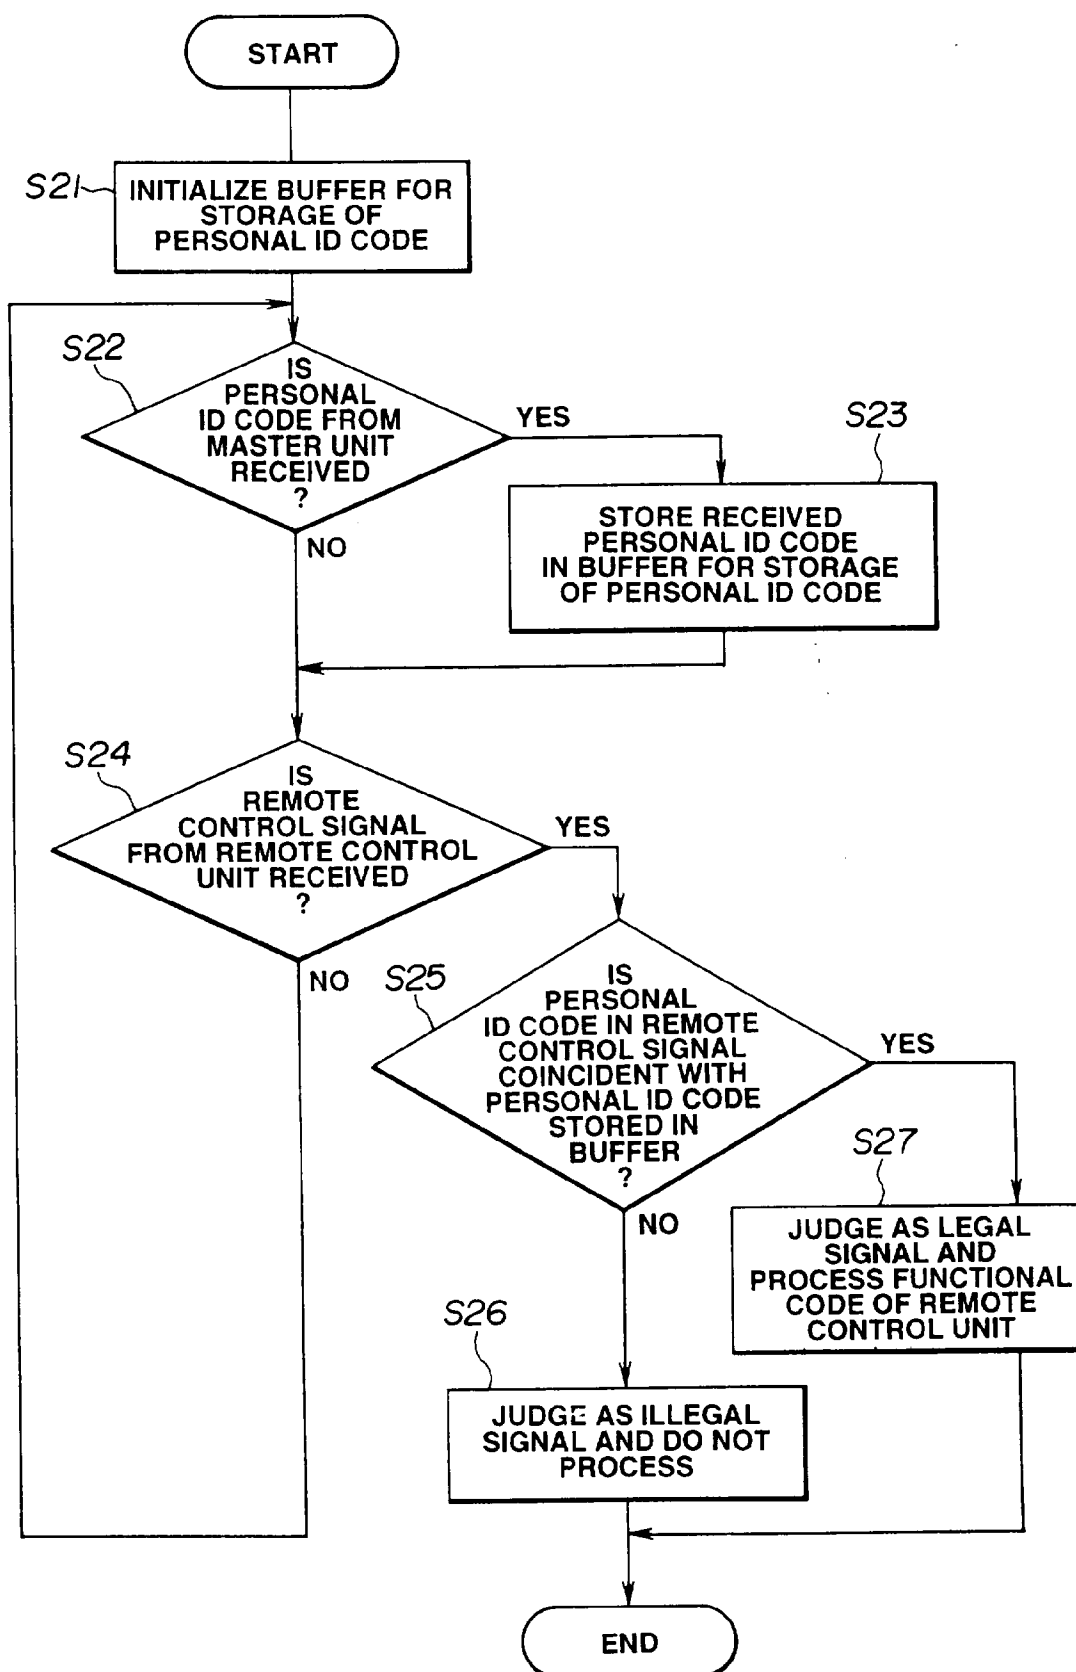 START
S21
INITIALIZE BUFFER FOR
STORAGE OF
PERSONAL ID CODE
S22
IS
PERSONAL
ID CODE FROM
MASTER UNIT
RECEIVED
?
YES
NO
S23
STORE RECEIVED
PERSONAL ID CODE
IN BUFFER FOR STORAGE
OF PERSONAL ID CODE
S24
IS
REMOTE
CONTROL SIGNAL
FROM REMOTE CONTROL
UNIT RECEIVED
?
YES
NO
S25
IS
PERSONAL
ID CODE IN REMOTE
CONTROL SIGNAL
COINCIDENT WITH
PERSONAL ID CODE
STORED IN
BUFFER
?
YES
NO
S27
JUDGE AS LEGAL
SIGNAL AND
PROCESS FUNCTIONAL
CODE OF REMOTE
CONTROL UNIT
S26
JUDGE AS ILLEGAL
SIGNAL AND DO NOT
PROCESS
END